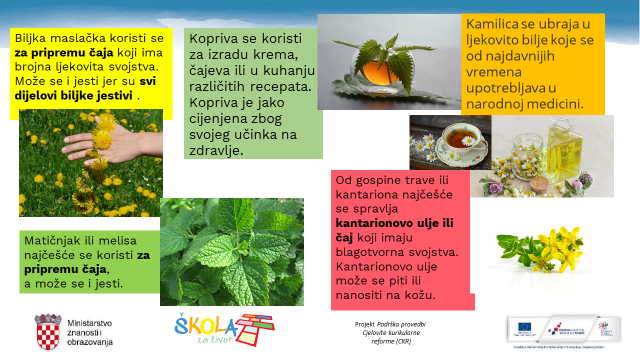 Biljka maslačka koristi se
za pripremu čaja koji ima
brojna ljekovita svojstva.
Može se i jesti jer su svi
dijelovi biljke jestivi .
Kopriva se koristi
za izradu krema,
čajeva ili u kuhanju
različitih recepata.
Kopriva je jako
cijenjena zbog
svojeg učinka na
zdravlje.
Kamilica se ubraja u
ljekovito bilje koje se
od najdavnijih
vremena
upotrebljava u
narodnoj medicini.
Od gospine trave ili
kantariona najčešće
se spravlja
kantarionovo ulje ili
čaj koji imaju
blagotvorna svojstva.
Kantarionovo ulje
može se piti ili
nanositi na kožu.
Matičnjak ili melisa
najčešće se koristi za
pripremu čaja,
a može se i jesti.
Ministarstvo
znanosti i
obrazovanja
ŠKOLA
za život
Projekt Podrška provedbi
Cjelovite kurikularne
reforme (CKR)